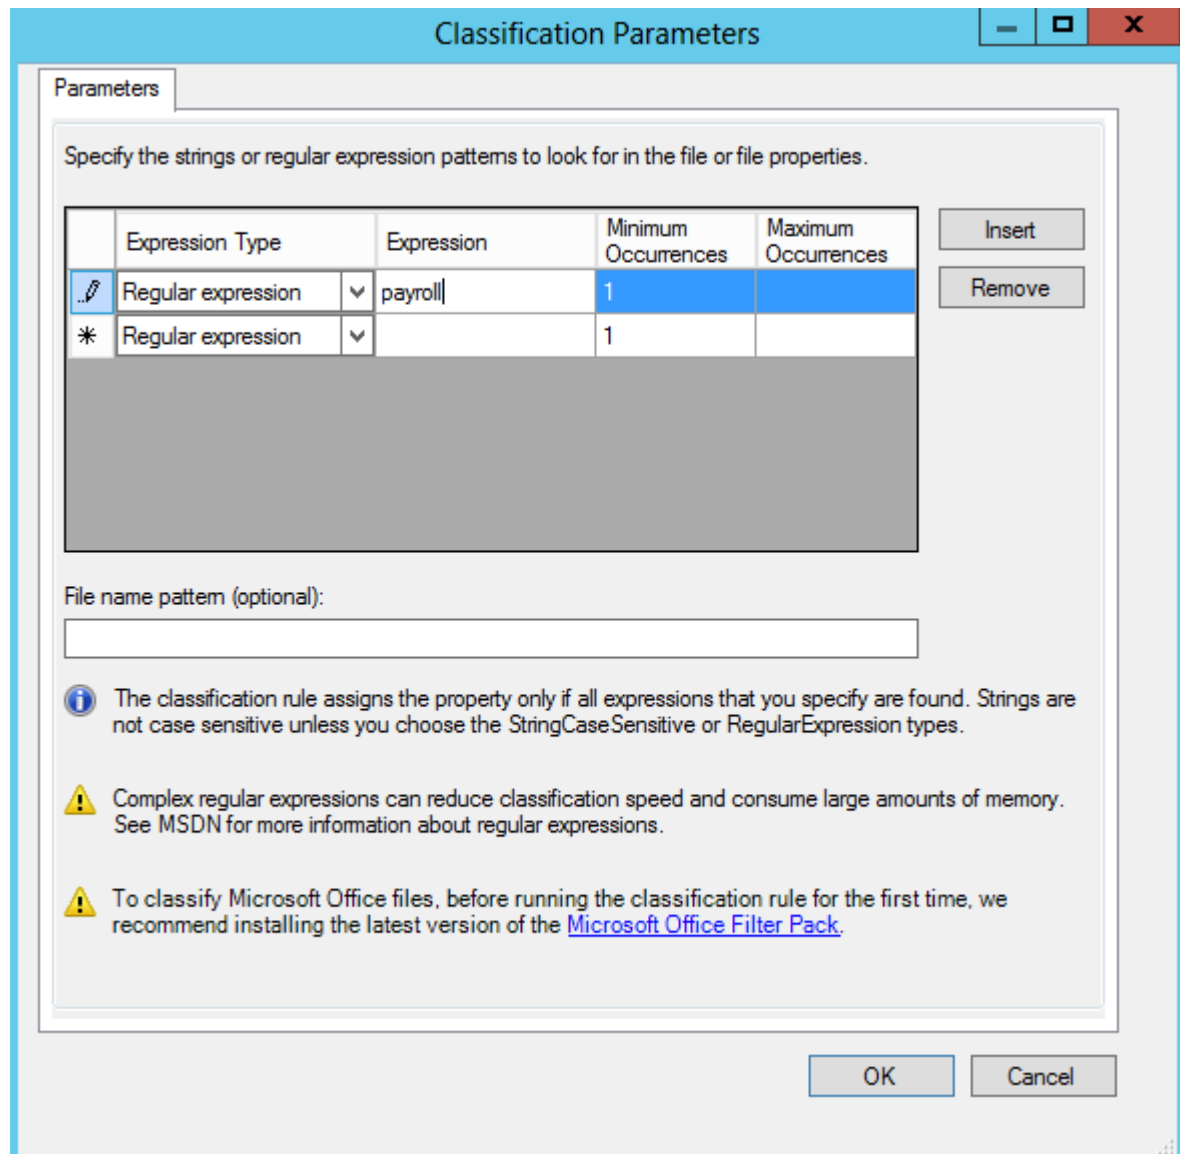 Classification Parameters
Parameters
Specify the strings or regular expression patterns to look for in the file or file properties.
Expression Type Expression Minimum Occurrences Maximum Occurrences
Regular expression payroll 1
Regular expression 1
Insert
Remove
File name pattern (optional):
The classification rule assigns the property only if all expressions that you specify are found. Strings are
not case sensitive unless you choose the StringCaseSensitive or RegularExpression types.
Complex regular expressions can reduce classification speed and consume large amounts of memory.
See MSDN for more information about regular expressions.
To classify Microsoft Office files, before running the classification rule for the first time, we
recommend installing the latest version of the Microsoft Office Filter Pack.
OK Cancel